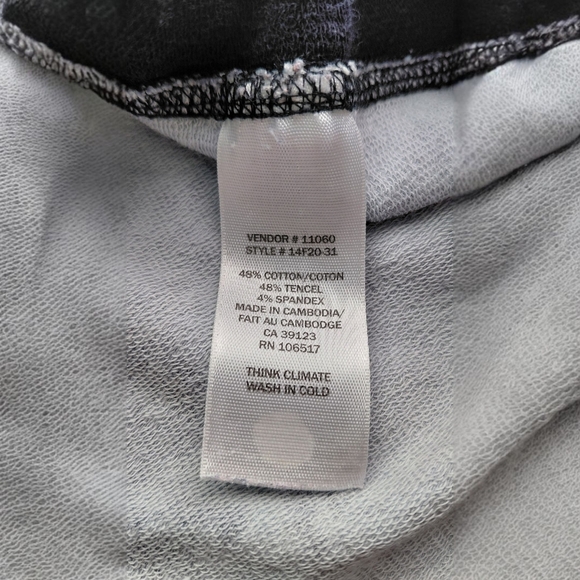 VENDOR # 11060
STYLE # 14F20-31
48% COTTON/COTON
48% TENCEL
4% SPANDEX
MADE IN CAMBODIA/
FAIT AU CAMBODGE
CA 39123
RN 106517
THINK CLIMATE
WASH IN COLD